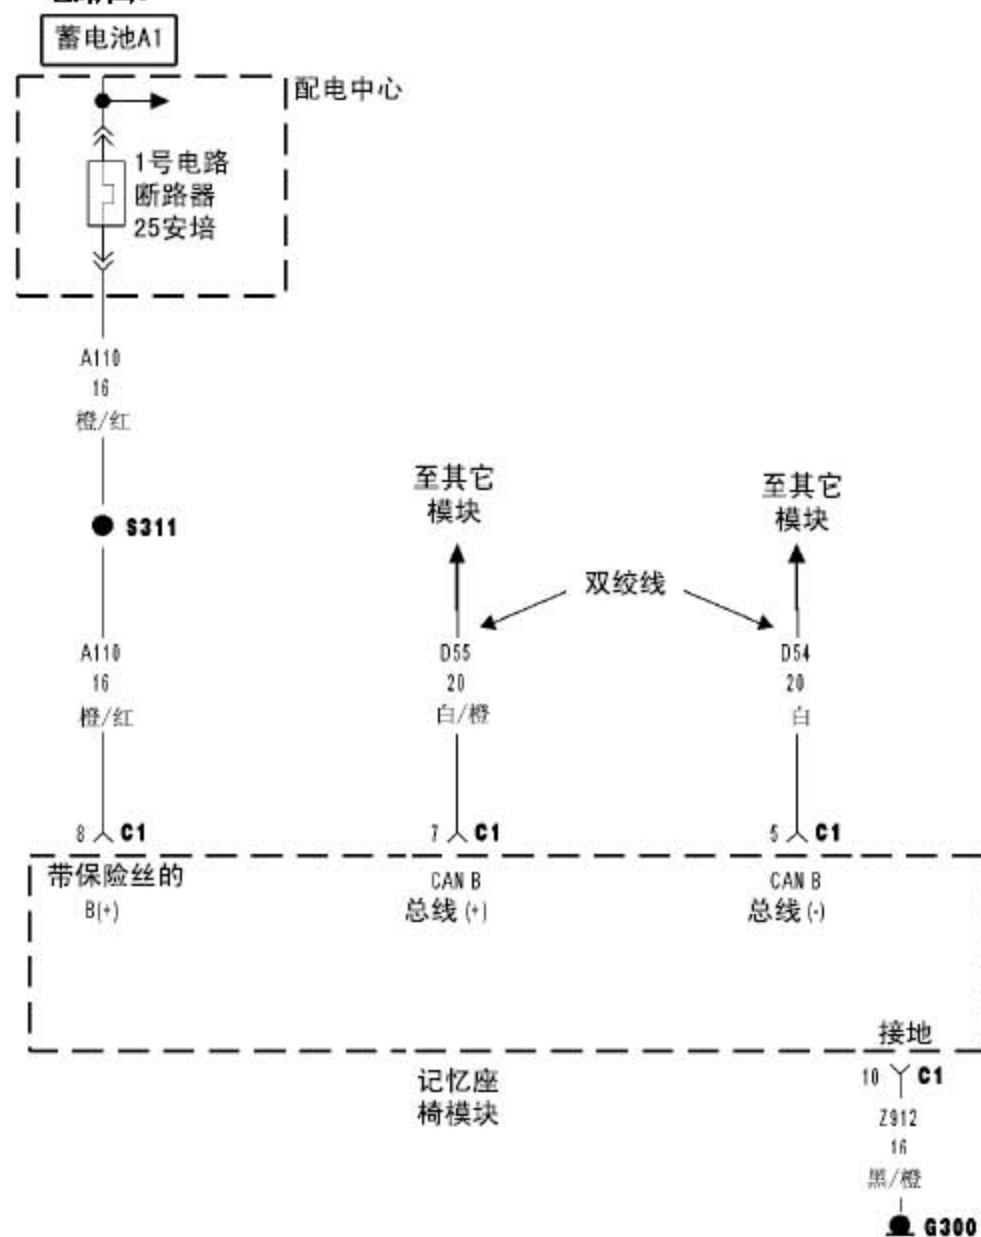 蓄电池A1
配电中心
1号电路
断路器
25安培
A110
16
橙/红
S311
至其它
模块
至其它
模块
双绞线
A110
16
橙/红
D55
20
白/橙
D54
20
白
8 C1
7 C1
5 C1
带保险丝的
B(+)
CAN B
总线(+)
CAN B
总线(-)
接地
记忆座
椅模块
10 C1
Z912
16
黑/橙
G300